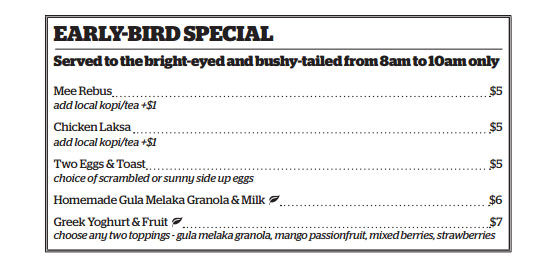 EARLY-BIRD SPECIAL
Served to the bright-eyed and bushy-tailed from 8am to 10am only
Mee Rebus $5
add local kopi/tea +$1
Chicken Laksa $5
add local kopi/tea +$1
Two Eggs & Toast $5
choice of scrambled or sunny side up eggs
Homemade Gula Melaka Granola & Milk $6
Greek Yoghurt & Fruit $7
choose any two toppings - gula melaka granola, mango passionfruit, mixed berries, strawberries